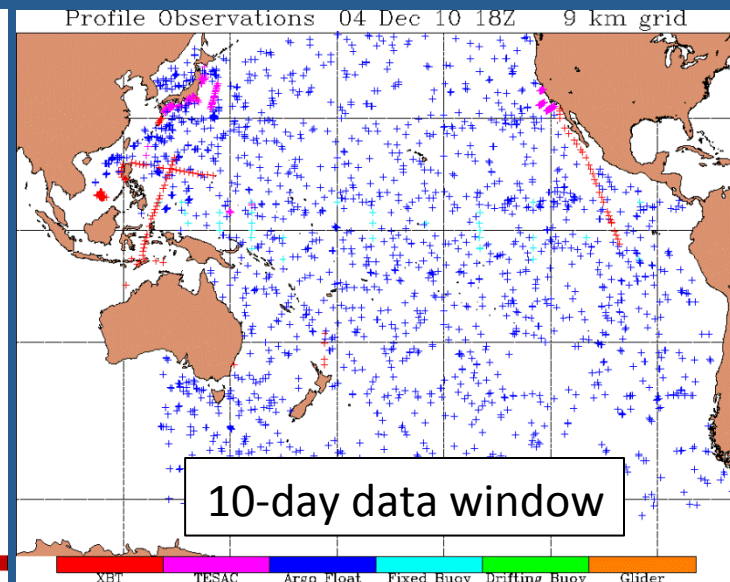 Profile Observations 04 Dec 10 18Z 9 km grid
10-day data window
XBT TESAC Argo Float Fixed Buoy Drifting Buoy Glider